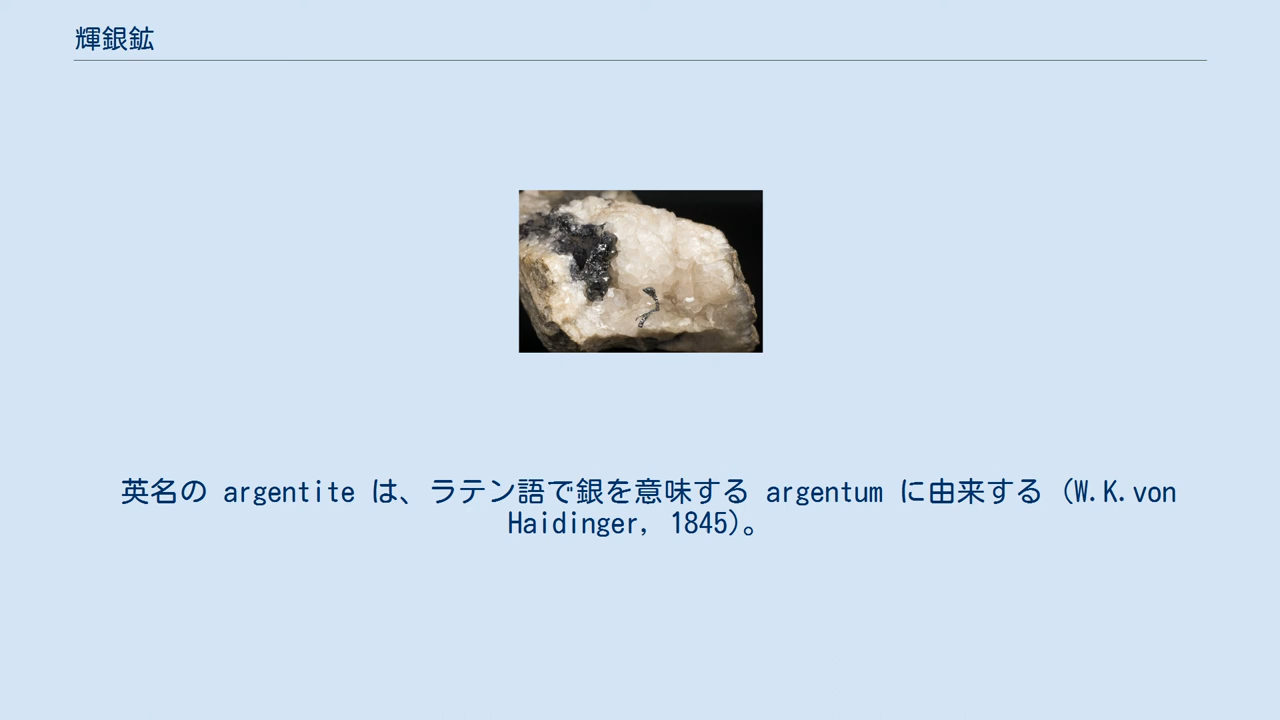 輝銀鉱
英名の argentite は、ラテン語で銀を意味する argentum に由来する (W.K.von
Haidinger, 1845)。